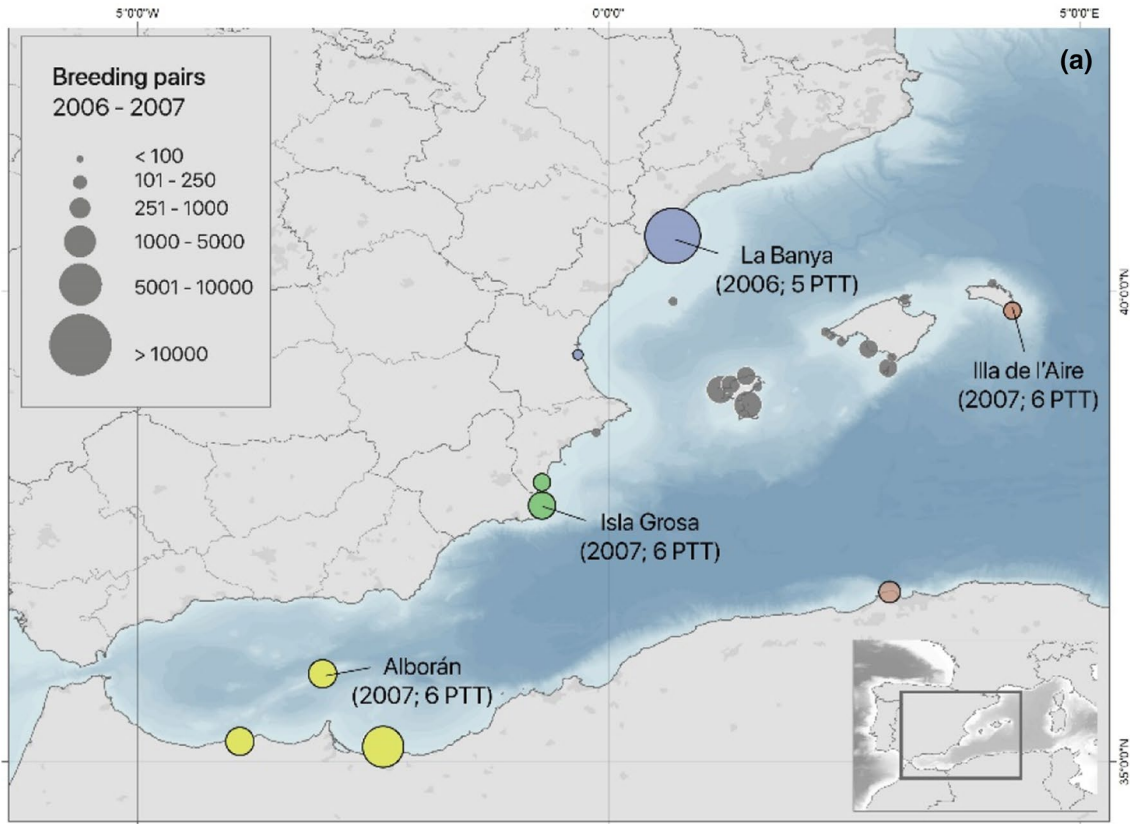 5°0'0"W
0°0'0"
5°0'0"E
(a)
Breeding pairs
2006 - 2007
< 100
101 - 250
251 - 1000
1000 - 5000
5001 - 10000
> 10000
La Banya
(2006; 5 PTT)
40°0'0"N
Illa de l'Aire
(2007; 6 PTT)
Isla Grosa
(2007; 6 PTT)
Alborán
(2007; 6 PTT)
35°0'0"N